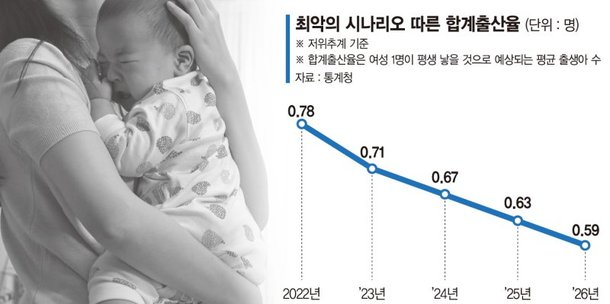 최악의 시나리오 따른 합계출산율 (단위 : 명)
※ 저위추계 기준
※ 합계출산율은 여성 1명이 평생 낳을 것으로 예상되는 평균 출생아 수
자료 : 통계청
0.78
0.71
0.67
0.63
0.59
2022년 '23년 '24년 '25년 '26년